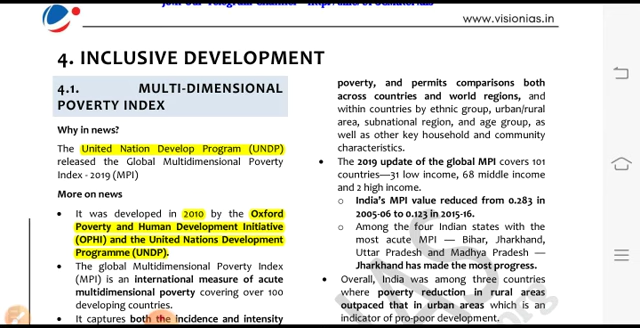 www.visionias.in
4. INCLUSIVE DEVELOPMENT
4.1. MULTI-DIMENSIONAL
POVERTY INDEX
Why in news?
The United Nation Develop Program (UNDP)
released the Global Multidimensional Poverty
Index - 2019 (MPI)
More on news
• It was developed in 2010 by the Oxford
Poverty and Human Development Initiative
(OPHI) and the United Nations Development
Programme (UNDP).
• The global Multidimensional Poverty Index
(MPI) is an international measure of acute
multidimensional poverty covering over 100
developing countries.
• It captures both the incidence and intensity
poverty, and permits comparisons both
across countries and world regions, and
within countries by ethnic group, urban/rural
area, subnational region, and age group, as
well as other key household and community
characteristics.
• The 2019 update of the global MPI covers 101
countries—31 low income, 68 middle income
and 2 high income.
o India's MPI value reduced from 0.283 in
2005-06 to 0.123 in 2015-16.
o Among the four Indian states with the
most acute MPI — Bihar, Jharkhand,
Uttar Pradesh and Madhya Pradesh —
Jharkhand has made the most progress.
• Overall, India was among three countries
where poverty reduction in rural areas
outpaced that in urban areas which is an
indicator of pro-poor development.